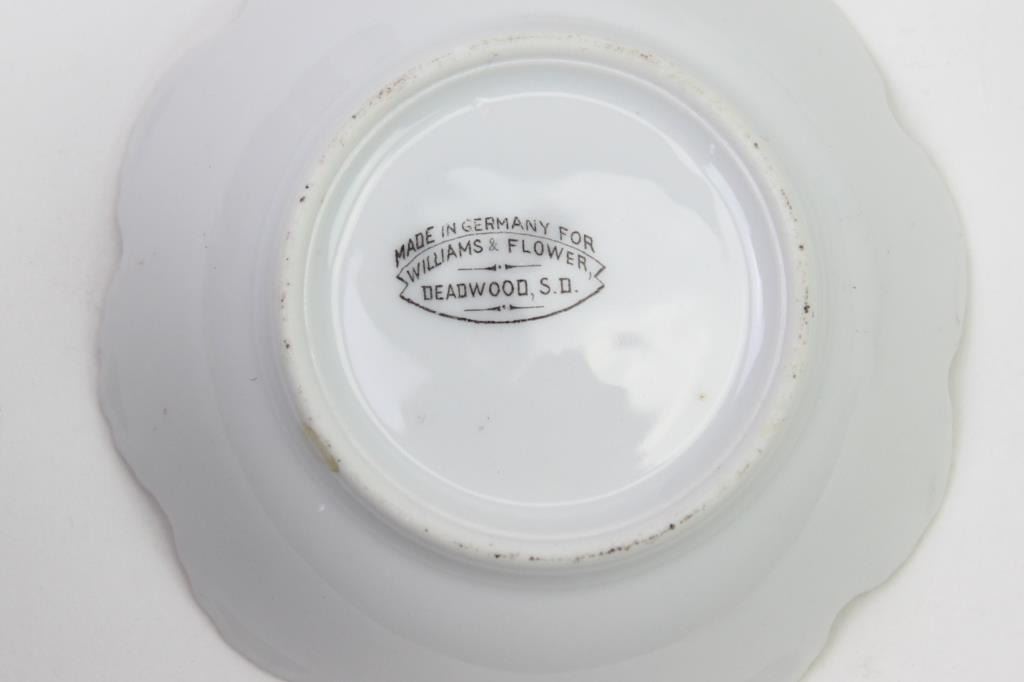 MADE IN GERMANY FOR
WILLIAMS & FLOWER,
DEADWOOD, S.D.